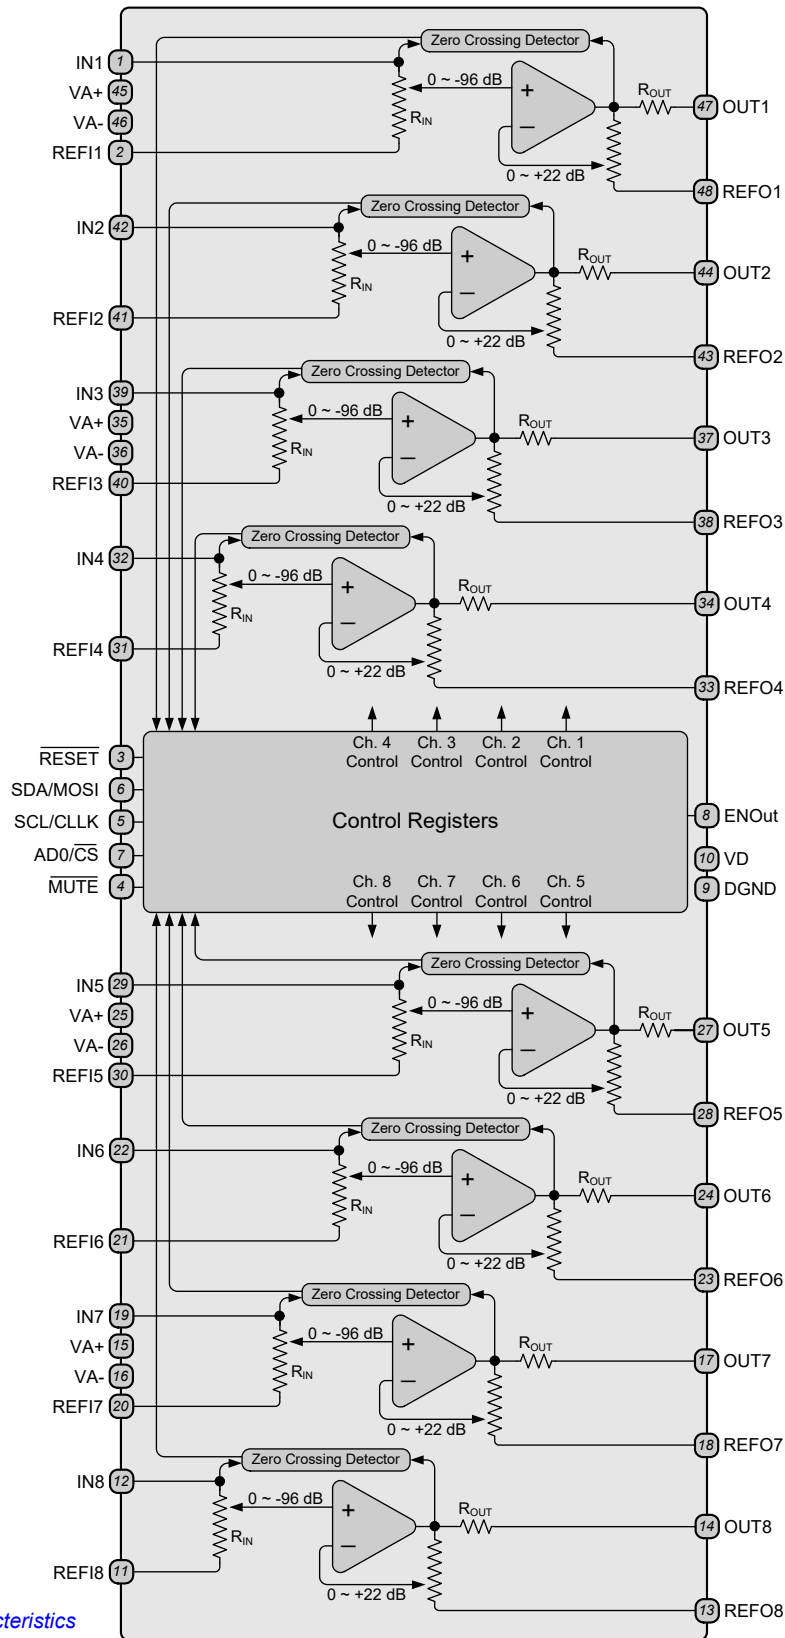 Zero Crossing Detector
IN1 1
0 ~ -96 dB
VA+ 45
+
ROUT
47 OUT1
VA- 46
RIN
–
REFI1 2
0 ~ +22 dB
48 REFO1
Zero Crossing Detector
IN2 42
0 ~ -96 dB
+
ROUT
44 OUT2
RIN
–
REFI2 41
0 ~ +22 dB
43 REFO2
Zero Crossing Detector
IN3 39
0 ~ -96 dB
VA+ 35
+
ROUT
37 OUT3
VA- 36
RIN
–
REFI3 40
0 ~ +22 dB
38 REFO3
Zero Crossing Detector
IN4 32
0 ~ -96 dB
+
ROUT
34 OUT4
RIN
–
REFI4 31
0 ~ +22 dB
33 REFO4
Ch. 4 Control
Ch. 3 Control
Ch. 2 Control
Ch. 1 Control
RESET 3
SDA/MOSI 6
SCL/CLLK 5
AD0/CS 7
MUTE 4
Control Registers
8 ENOut
10 VD
9 DGND
Ch. 8 Control
Ch. 7 Control
Ch. 6 Control
Ch. 5 Control
Zero Crossing Detector
IN5 29
0 ~ -96 dB
VA+ 25
+
ROUT
27 OUT5
VA- 26
RIN
–
REFI5 30
0 ~ +22 dB
28 REFO5
Zero Crossing Detector
IN6 22
0 ~ -96 dB
+
ROUT
24 OUT6
RIN
–
REFI6 21
0 ~ +22 dB
23 REFO6
Zero Crossing Detector
IN7 19
0 ~ -96 dB
VA+ 15
+
ROUT
17 OUT7
VA- 16
RIN
–
REFI7 20
0 ~ +22 dB
18 REFO7
Zero Crossing Detector
IN8 12
0 ~ -96 dB
+
ROUT
14 OUT8
RIN
–
REFI8 11
0 ~ +22 dB
13 REFO8
cteristics